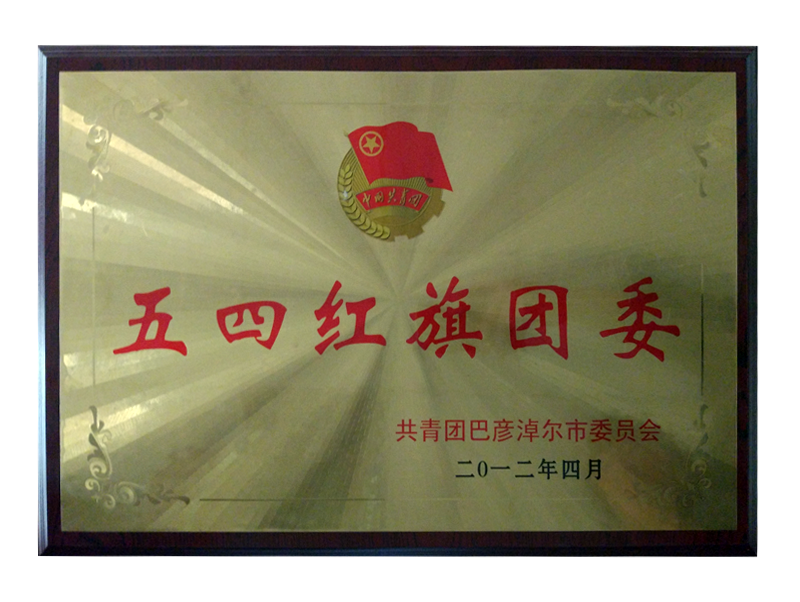 中国共青团
五四红旗团委
共青团巴彦淖尔市委员会
二〇一二年四月